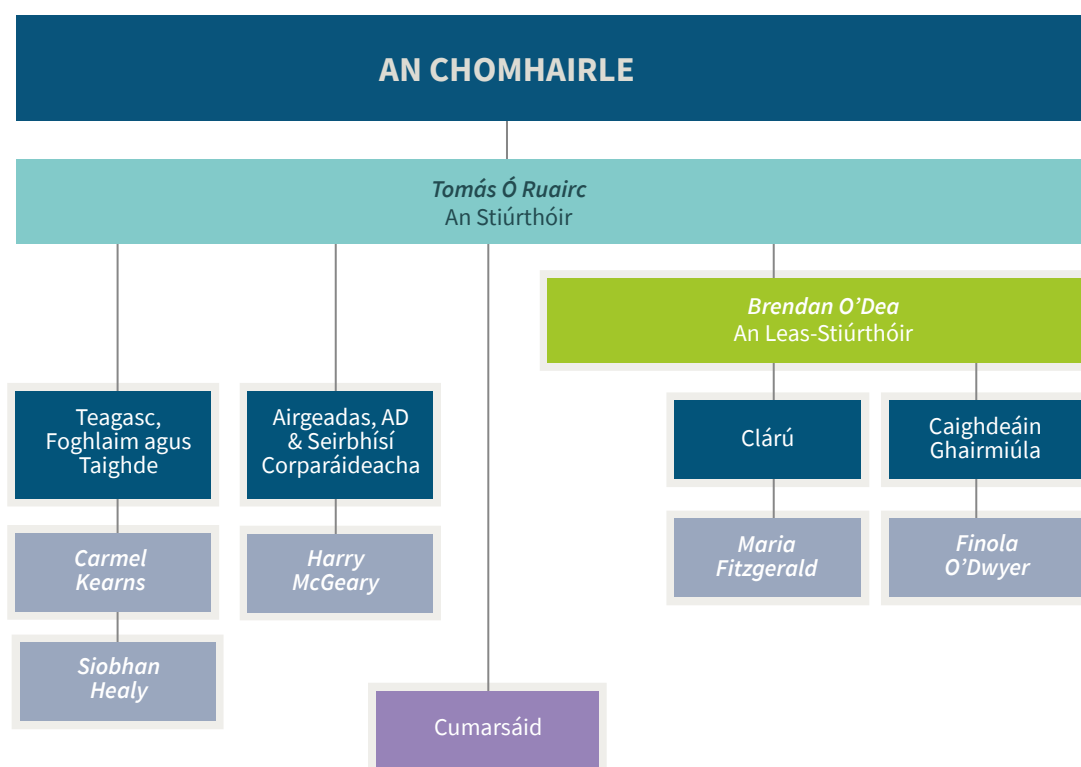 AN CHOMHAIRLE
Tomás Ó Ruairc
An Stiúrthóir
Brendan O’Dea
An Leas-Stiúrthóir
Teagasc,
Foghlaim agus
Taighde
Airgeadas, AD
& Seirbhísí
Corparáideacha
Clárú
Caighdeáin
Ghairmiúla
Carmel
Kearns
Harry
McGeary
Maria
Fitzgerald
Finola
O’Dwyer
Siobhan
Healy
Cumarsáid